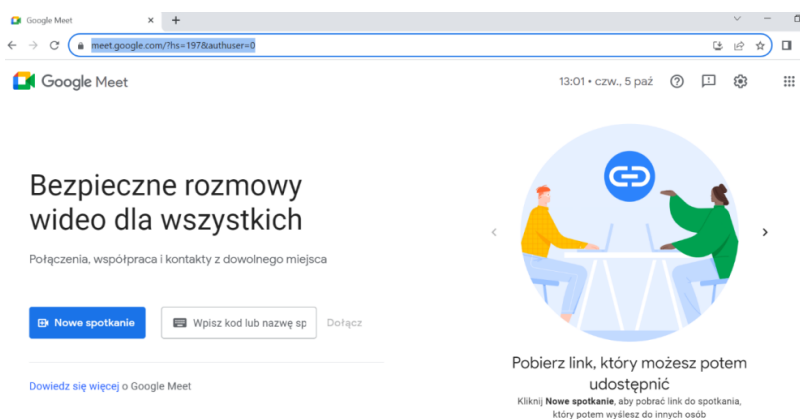 Google Meet
meet.google.com/?hs=197&authuser=0
Google Meet
13:01 • czw., 5 paź
Bezpieczne rozmowy
wideo dla wszystkich
Połączenia, współpraca i kontakty z dowolnego miejsca
Nowe spotkanie
Wpisz kod lub nazwę sp
Dołącz
Dowiedz się więcej o Google Meet
Pobierz link, który możesz potem
udostępnić
Kliknij Nowe spotkanie, aby pobrać link do spotkania,
który potem wyślesz do innych osób